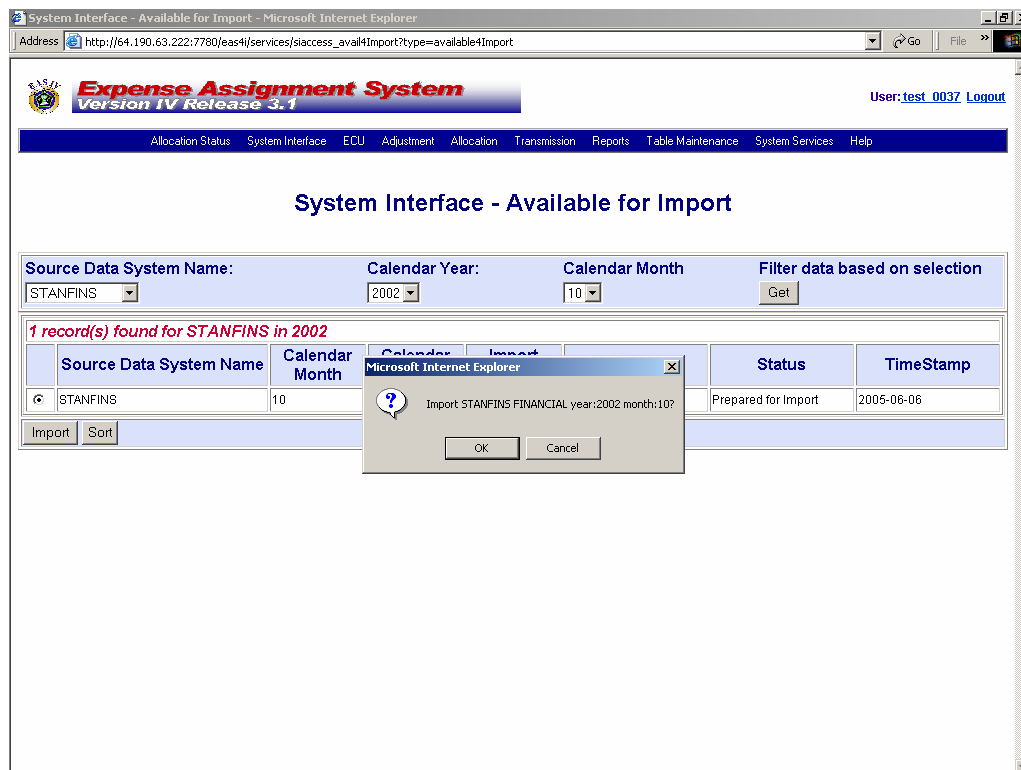 System Interface - Available for Import - Microsoft Internet Explorer
Address http://64.190.63.222:7780/eas4i/services/siaccess_avail4Import?type=available4Import Go File »
EAS IV
Expense Assignment System
Version IV Release 3.1
User: test_0037 Logout
Allocation Status System Interface ECU Adjustment Allocation Transmission Reports Table Maintenance System Services Help
System Interface - Available for Import
Source Data System Name: Calendar Year: Calendar Month Filter data based on selection
STANFINS 2002 10 Get
1 record(s) found for STANFINS in 2002
Source Data System Name Calendar Month Calendar Import Status TimeStamp
STANFINS 10 Prepared for Import 2005-06-06
Import Sort
Microsoft Internet Explorer
Import STANFINS FINANCIAL year:2002 month:10?
OK Cancel